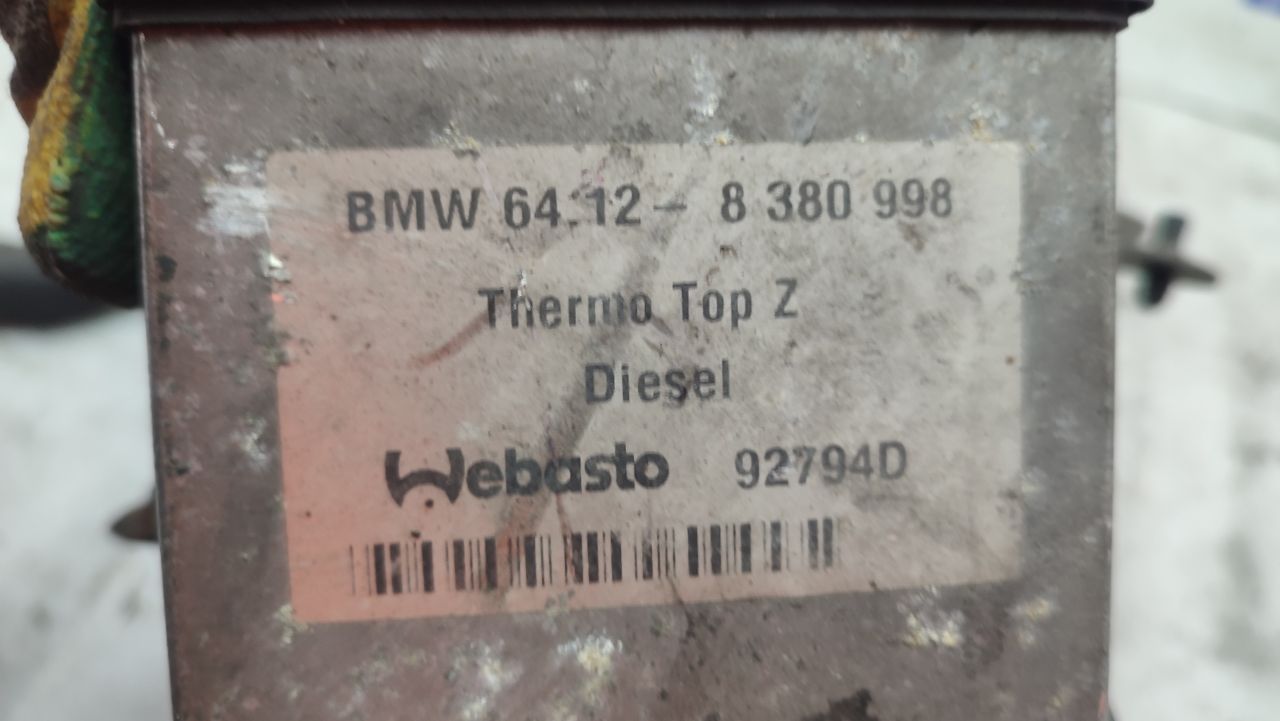 BMW 64.12 - 8 380 998
Thermo Top Z
Diesel
Webasto 92794D